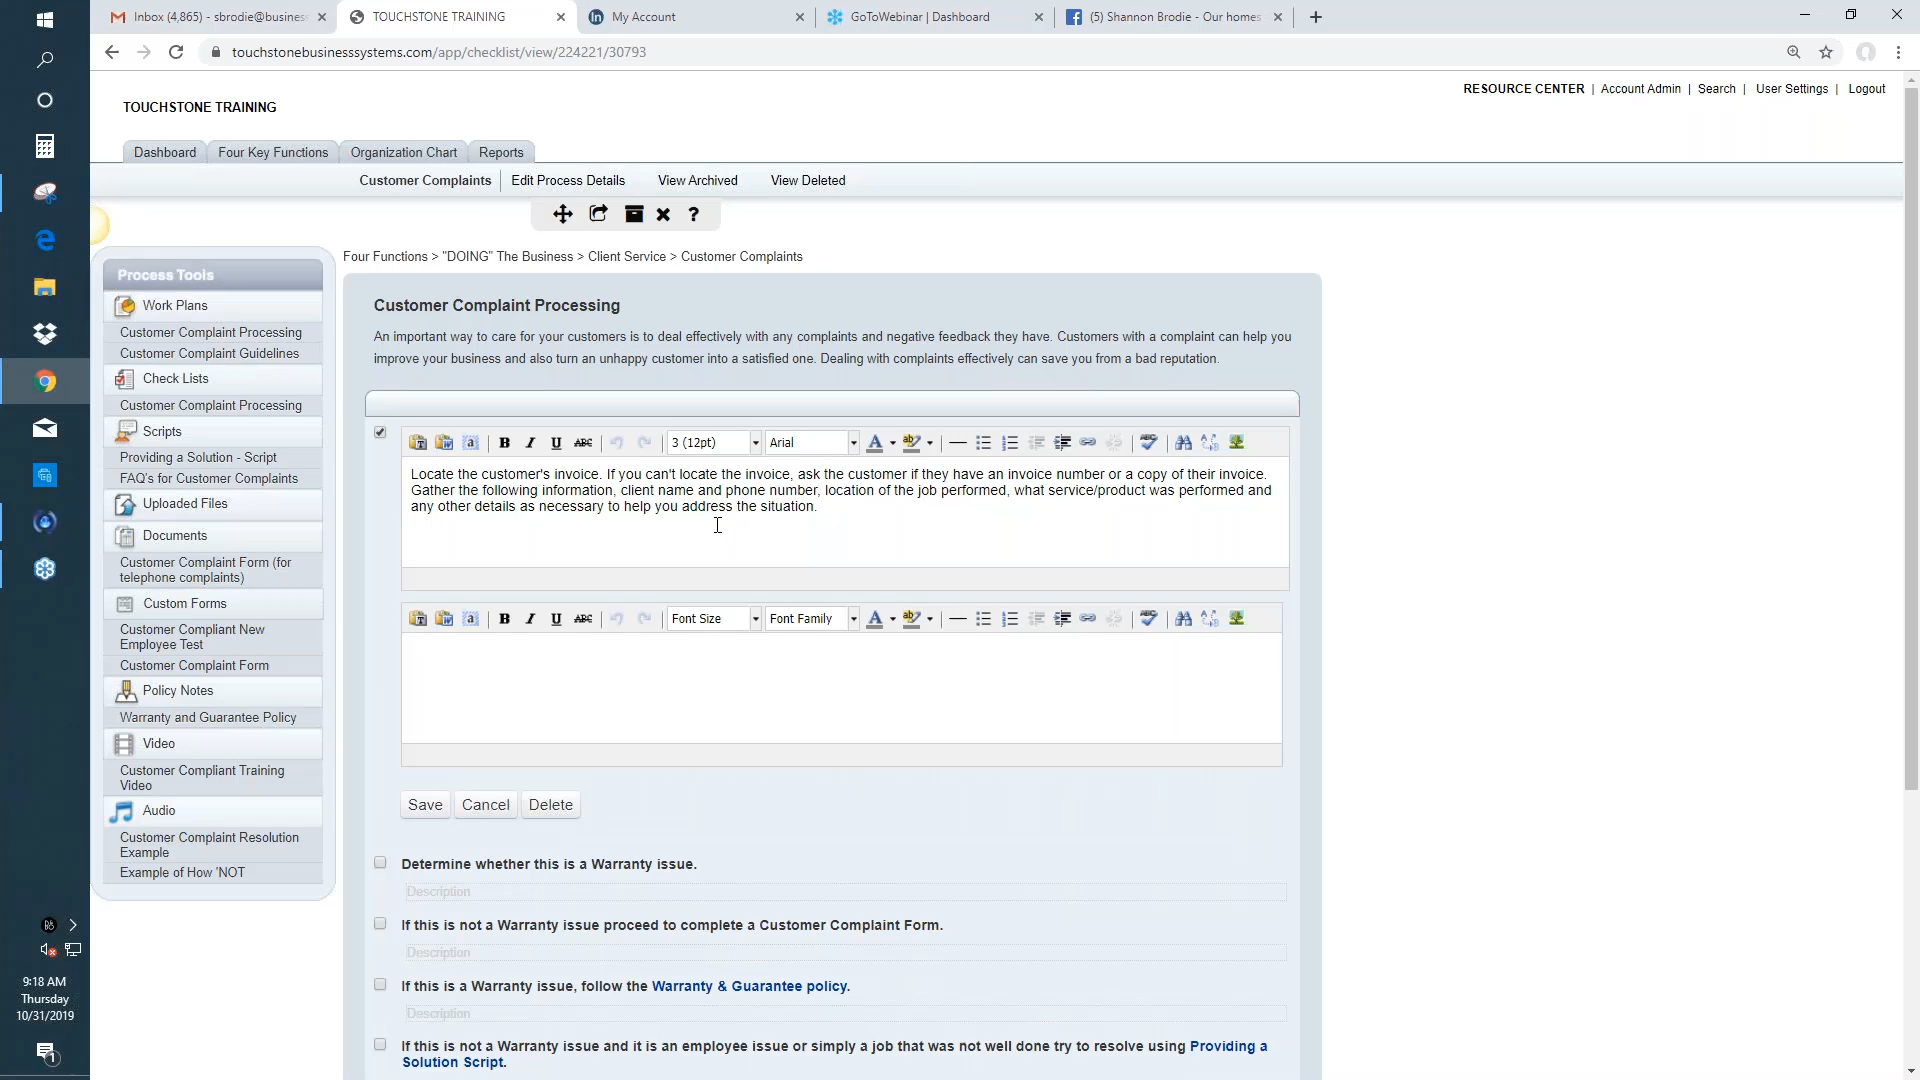 Inbox (4,865) - sbrodie@busines
TOUCHSTONE TRAINING
My Account
GoToWebinar | Dashboard
(5) Shannon Brodie - Our homes
touchstonebusinesssystems.com/app/checklist/view/224221/30793
RESOURCE CENTER | Account Admin | Search | User Settings | Logout
TOUCHSTONE TRAINING
Dashboard
Four Key Functions
Organization Chart
Reports
Customer Complaints
Edit Process Details
View Archived
View Deleted
Four Functions > "DOING" The Business > Client Service > Customer Complaints
Process Tools
Work Plans
Customer Complaint Processing
Customer Complaint Guidelines
Check Lists
Customer Complaint Processing
Scripts
Providing a Solution - Script
FAQ's for Customer Complaints
Uploaded Files
Documents
Customer Complaint Form (for
telephone complaints)
Custom Forms
Customer Compliant New
Employee Test
Customer Complaint Form
Policy Notes
Warranty and Guarantee Policy
Video
Customer Compliant Training
Video
Audio
Customer Complaint Resolution
Example
Example of How 'NOT
Customer Complaint Processing
An important way to care for your customers is to deal effectively with any complaints and negative feedback they have. Customers with a complaint can help you
improve your business and also turn an unhappy customer into a satisfied one. Dealing with complaints effectively can save you from a bad reputation.
B I U ABC 3 (12pt) Arial
Locate the customer's invoice. If you can't locate the invoice, ask the customer if they have an invoice number or a copy of their invoice.
Gather the following information, client name and phone number, location of the job performed, what service/product was performed and
any other details as necessary to help you address the situation.
B I U ABC Font Size Font Family
Save
Cancel
Delete
Determine whether this is a Warranty issue.
Description
If this is not a Warranty issue proceed to complete a Customer Complaint Form.
Description
If this is a Warranty issue, follow the Warranty & Guarantee policy.
Description
If this is not a Warranty issue and it is an employee issue or simply a job that was not well done try to resolve using Providing a
Solution Script.
9:18 AM
Thursday
10/31/2019
1